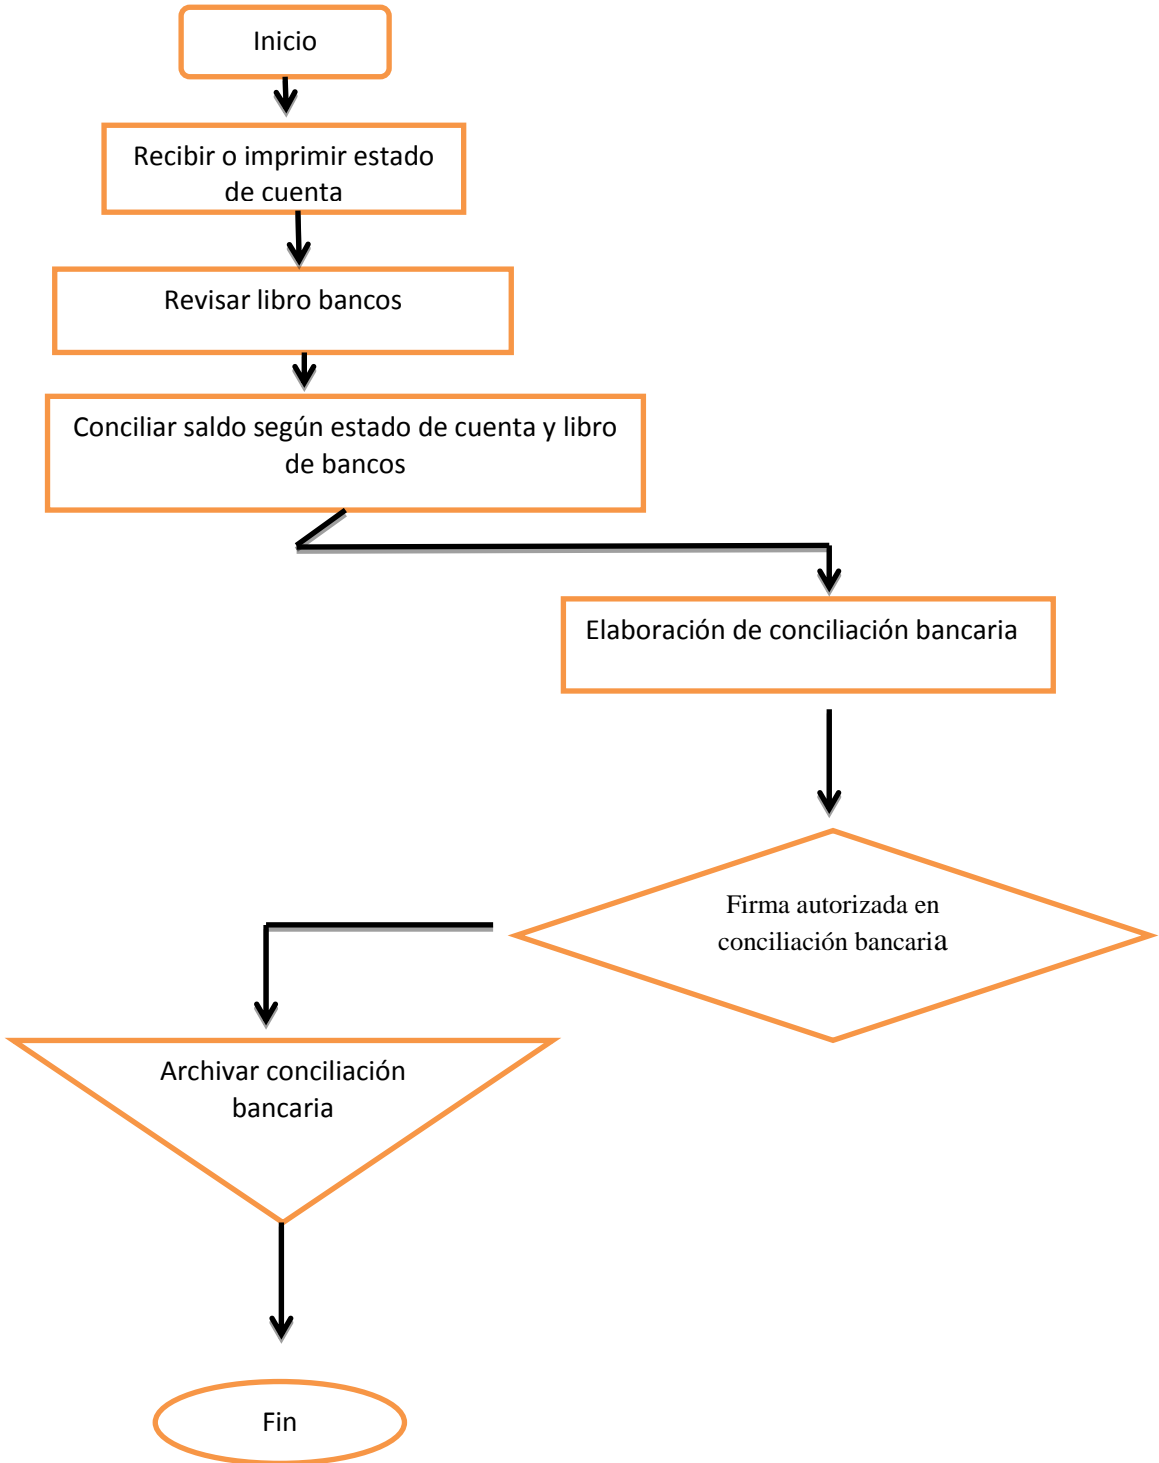 Inicio
Recibir o imprimir estado
de cuenta
Revisar libro bancos
Conciliar saldo según estado de cuenta y libro
de bancos
Elaboración de conciliación bancaria
Firma autorizada en
conciliación bancaria
Archivar conciliación
bancaria
Fin